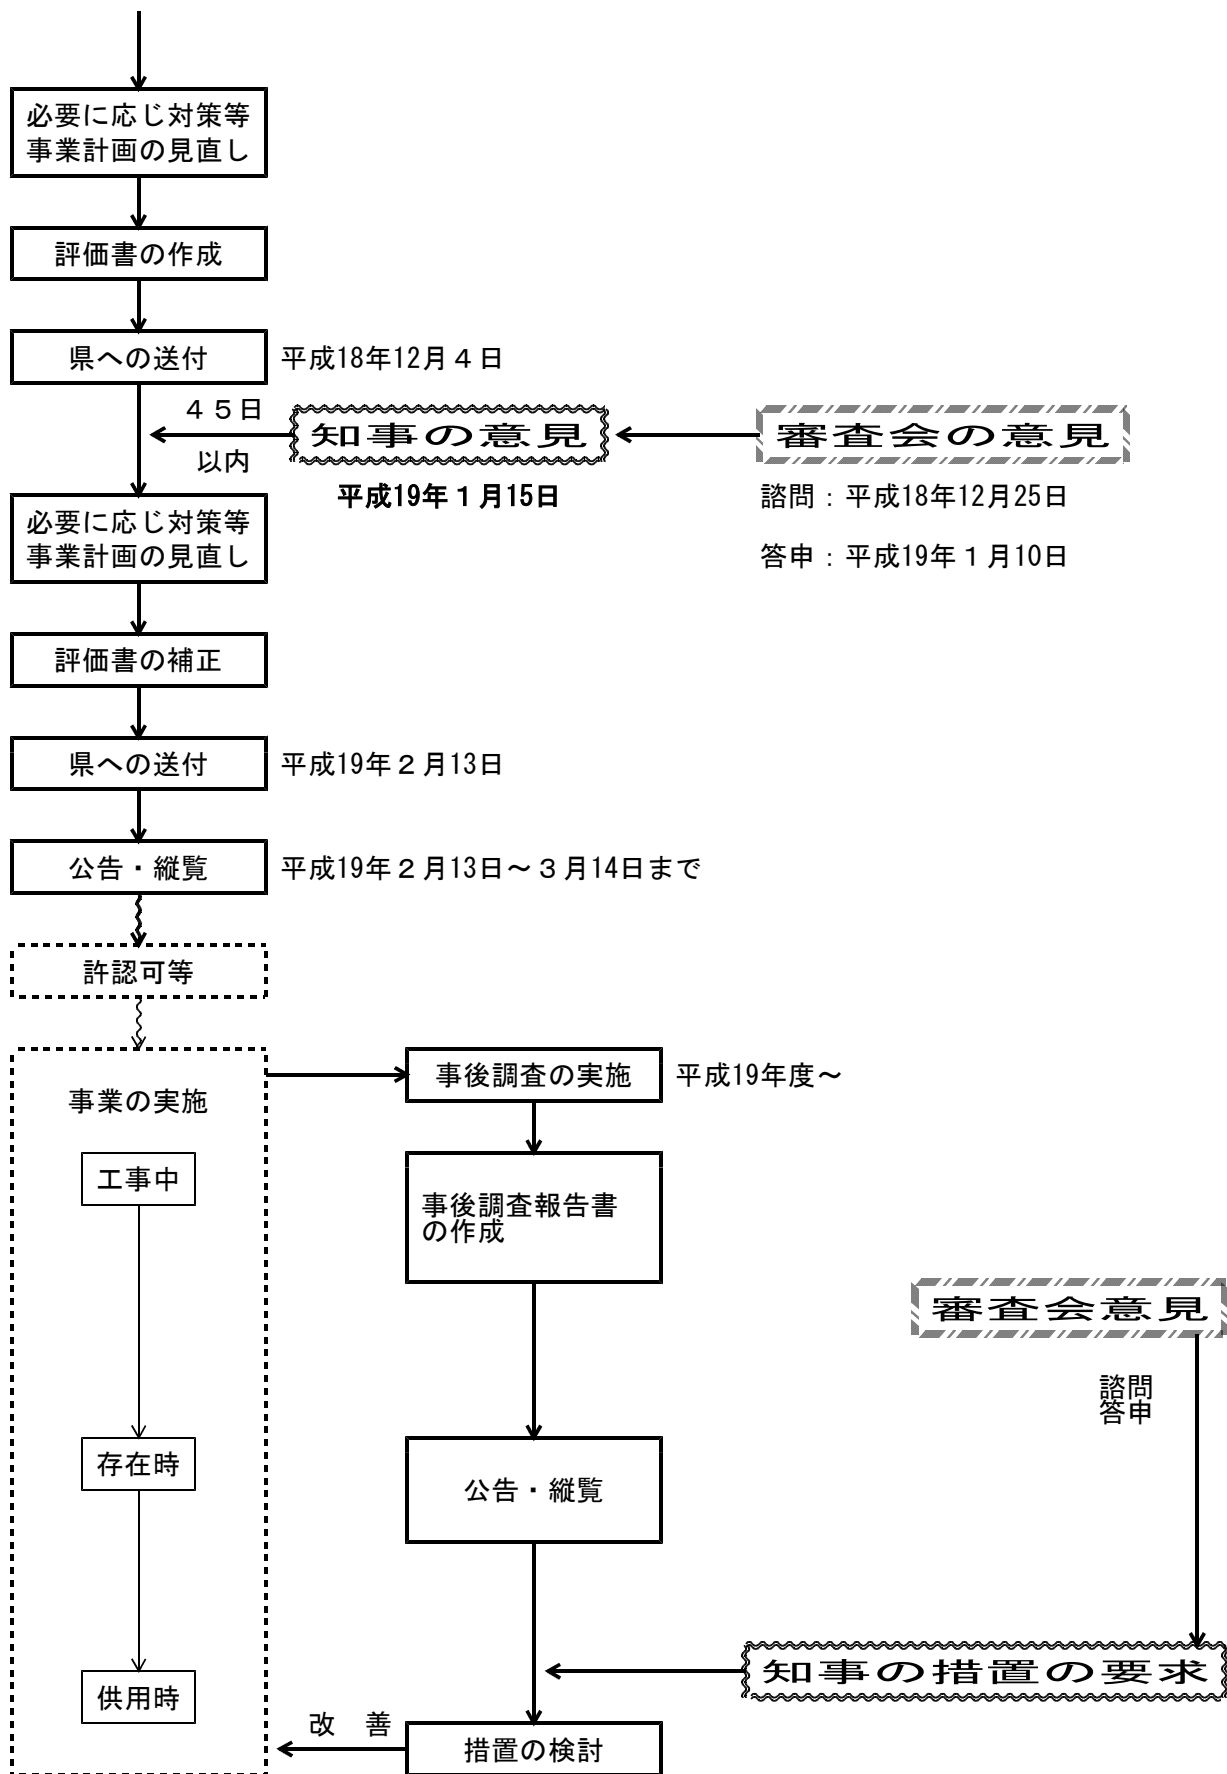 必要に応じ対策等
事業計画の見直し
評価書の作成
県への送付
平成18年12月４日
４５日
以内
知事の意見
審査会の意見
平成19年１月15日
諮問：平成18年12月25日
答申：平成19年１月10日
必要に応じ対策等
事業計画の見直し
評価書の補正
県への送付
平成19年２月13日
公告・縦覧
平成19年２月13日～３月14日まで
許認可等
事業の実施
事後調査の実施
平成19年度～
工事中
事後調査報告書
の作成
審査会意見
諮問
答申
存在時
公告・縦覧
知事の措置の要求
供用時
改　善
措置の検討